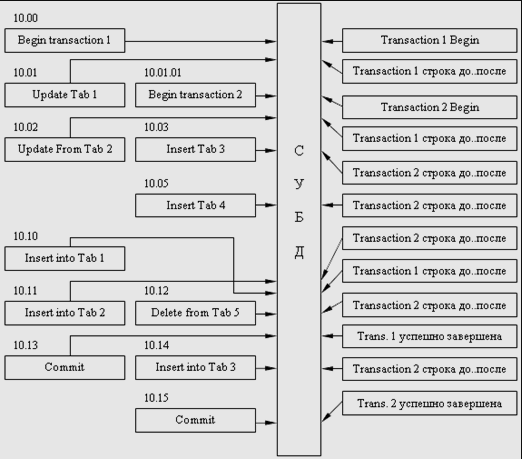 10.00
Begin transaction 1
Transaction 1 Begin
10.01
10.01.01
Transaction 1 строка до..после
Update Tab 1
Begin transaction 2
Transaction 2 Begin
10.02
10.03
Transaction 1 строка до..после
Update From Tab 2
Insert Tab 3
С
У
Б
Д
Transaction 2 строка до..после
10.05
Insert Tab 4
Transaction 2 строка до..после
10.10
Transaction 2 строка до..после
Insert into Tab 1
Transaction 1 строка до..после
10.11
10.12
Insert into Tab 2
Delete from Tab 5
Transaction 2 строка до..после
10.13
10.14
Trans. 1 успешно завершена
Commit
Insert into Tab 3
Transaction 2 строка до..после
10.15
Commit
Trans. 2 успешно завершена